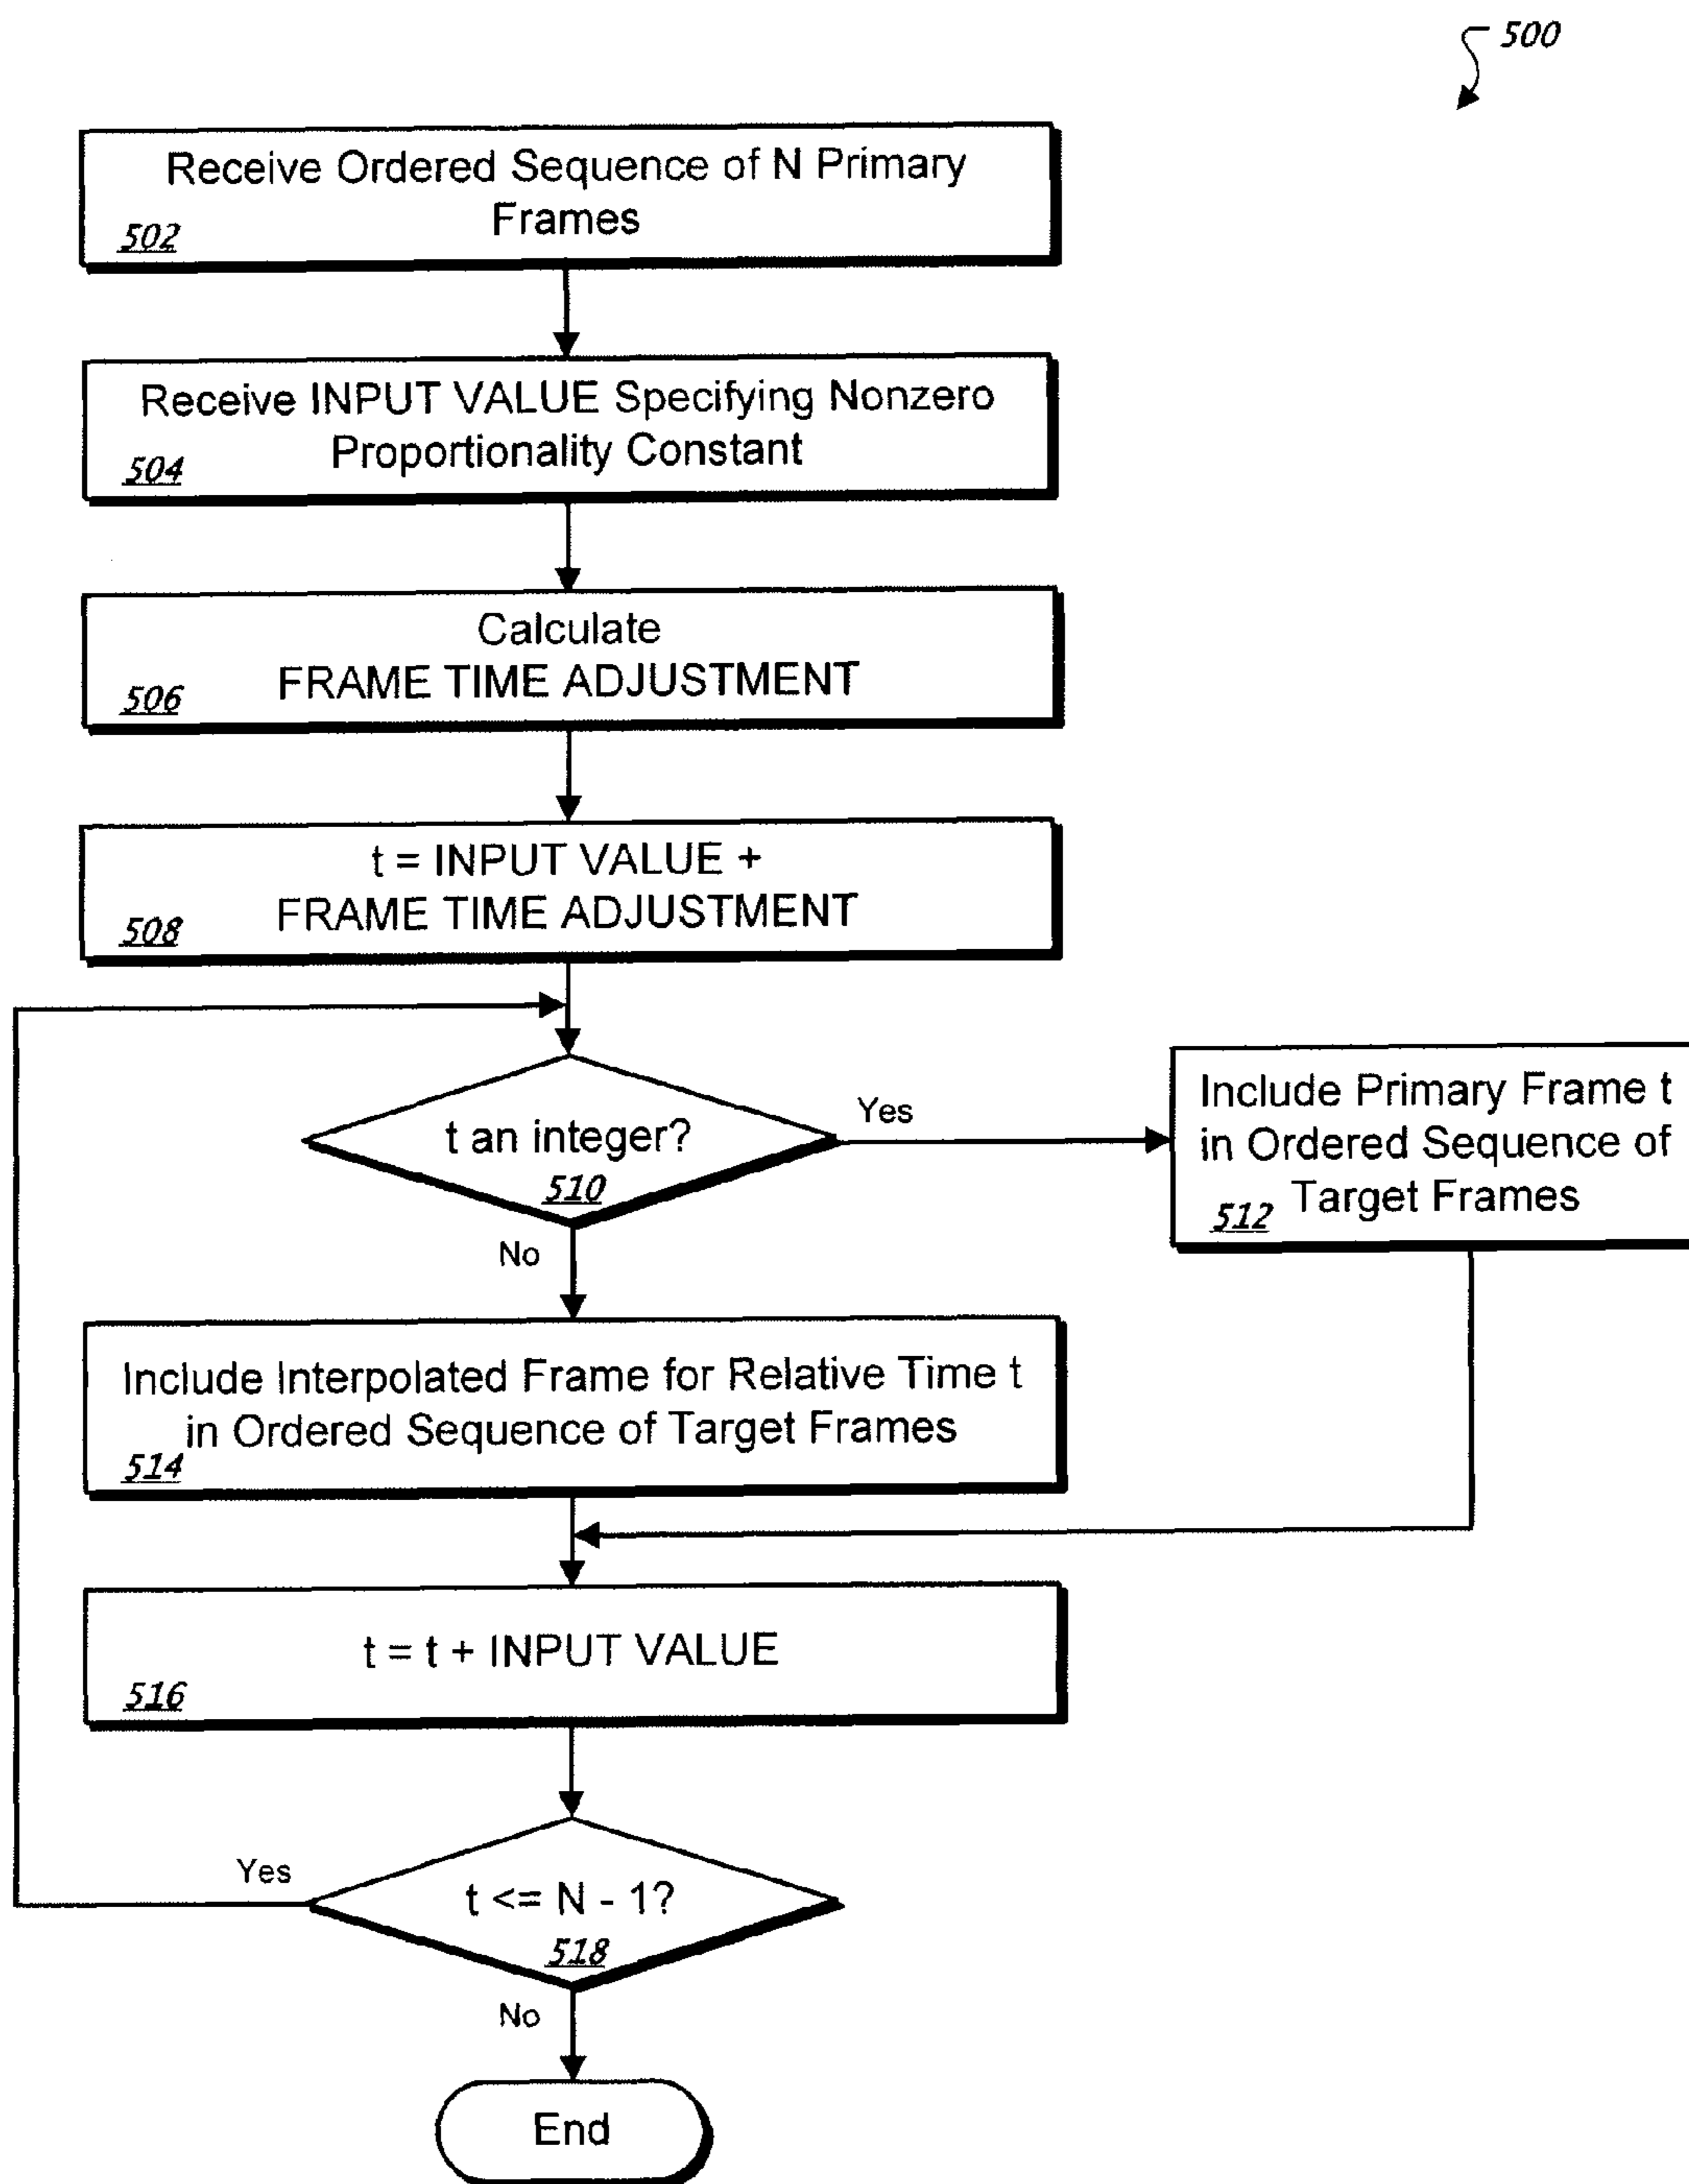 500
Receive Ordered Sequence of N Primary
Frames
502
Receive INPUT VALUE Specifying Nonzero
Proportionality Constant
504
Calculate
FRAME TIME ADJUSTMENT
506
t = INPUT VALUE +
FRAME TIME ADJUSTMENT
508
t an integer?
510
Yes
Include Primary Frame t
in Ordered Sequence of
Target Frames
512
No
Include Interpolated Frame for Relative Time t
in Ordered Sequence of Target Frames
514
t = t + INPUT VALUE
516
Yes
t <= N - 1?
518
No
End